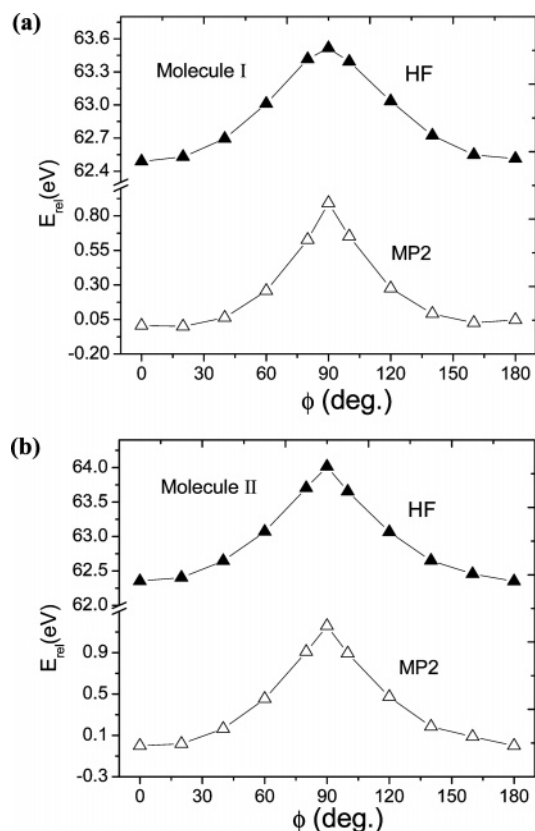 (a)
Molecule I
HF
MP2
E_rel(eV)
63.6
63.3
63.0
62.7
62.4
0.80
0.55
0.30
0.05
-0.20
0 30 60 90 120 150 180
ϕ (deg.)
(b)
Molecule II
HF
MP2
E_rel(eV)
64.0
63.5
63.0
62.5
62.0
0.9
0.5
0.1
-0.3
0 30 60 90 120 150 180
ϕ (deg.)